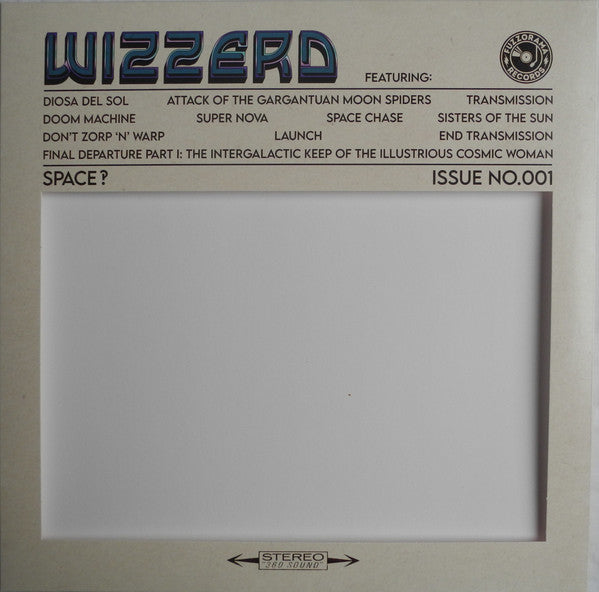 WIZZERD
FEATURING:
FUZZORAMA
RECORDS
DIOSA DEL SOL ATTACK OF THE GARGANTUAN MOON SPIDERS TRANSMISSION
DOOM MACHINE SUPER NOVA SPACE CHASE SISTERS OF THE SUN
DON'T ZORP 'N' WARP LAUNCH END TRANSMISSION
FINAL DEPARTURE PART I: THE INTERGALACTIC KEEP OF THE ILLUSTRIOUS COSMIC WOMAN
SPACE‽ ISSUE NO.001
STEREO
"360 SOUND"